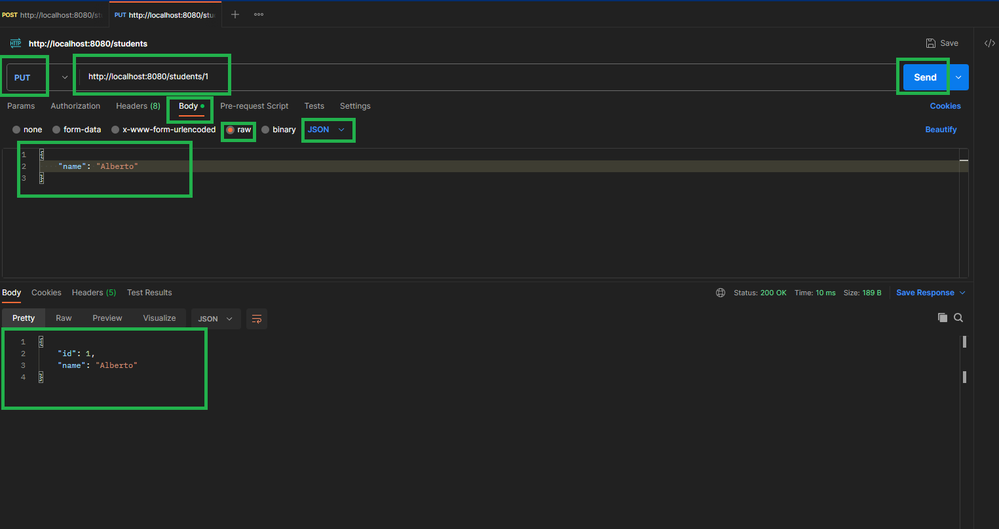 POST http://localhost:8080/st PUT http://localhost:8080/stu
HTTP http://localhost:8080/students Save </>
PUT http://localhost:8080/students/1 Send
Params Authorization Headers (8) Body Pre-request Script Tests Settings Cookies
none form-data x-www-form-urlencoded raw binary JSON Beautify
1 {
2 "name": "Alberto"
3 }
Body Cookies Headers (5) Test Results Status: 200 OK Time: 10 ms Size: 189 B Save Response
Pretty Raw Preview Visualize JSON
1 {
2 "id": 1,
3 "name": "Alberto"
4 }